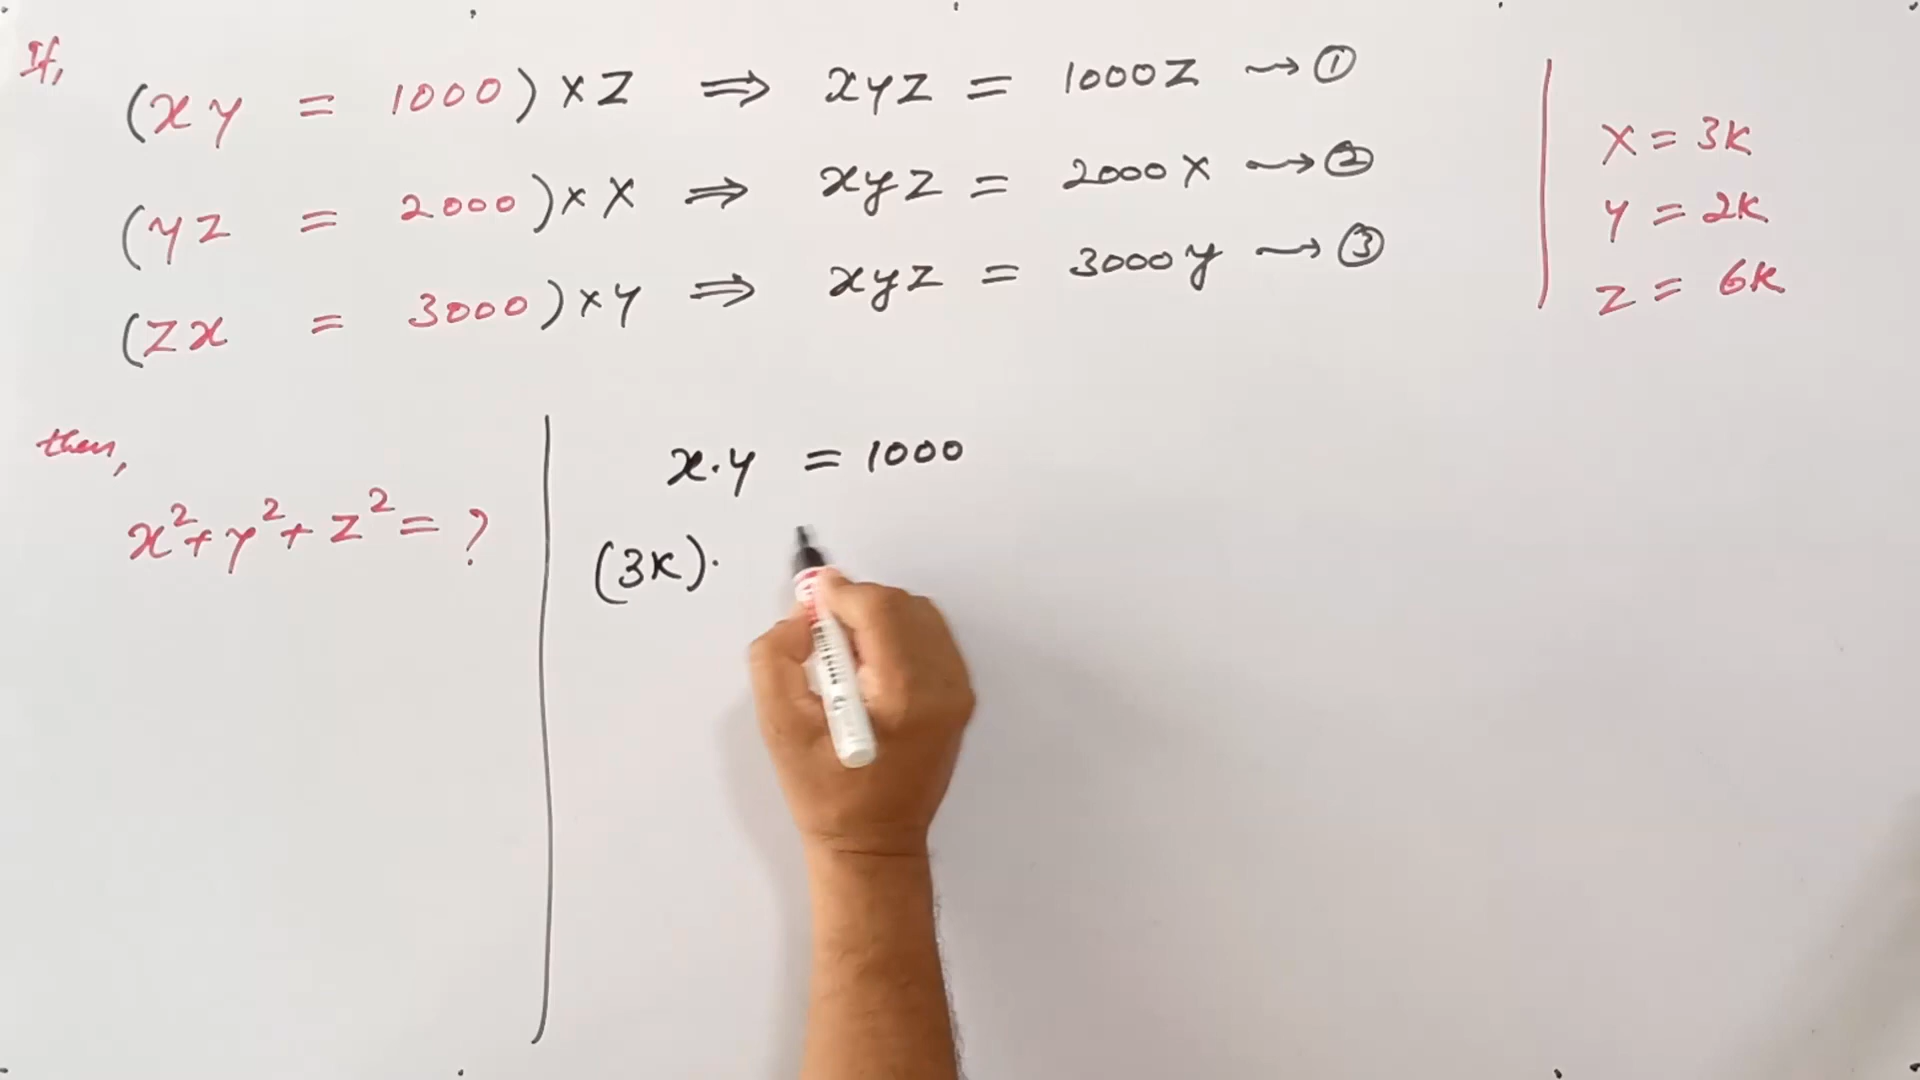 If,
(xy = 1000) × Z ⇒ xyz = 1000Z → ①
(yz = 2000) × X ⇒ xyz = 2000X → ②
(zx = 3000) × y ⇒ xyz = 3000y → ③
X = 3K
Y = 2K
Z = 6K
then,
x² + y² + z² = ?
x.y = 1000
(3K).